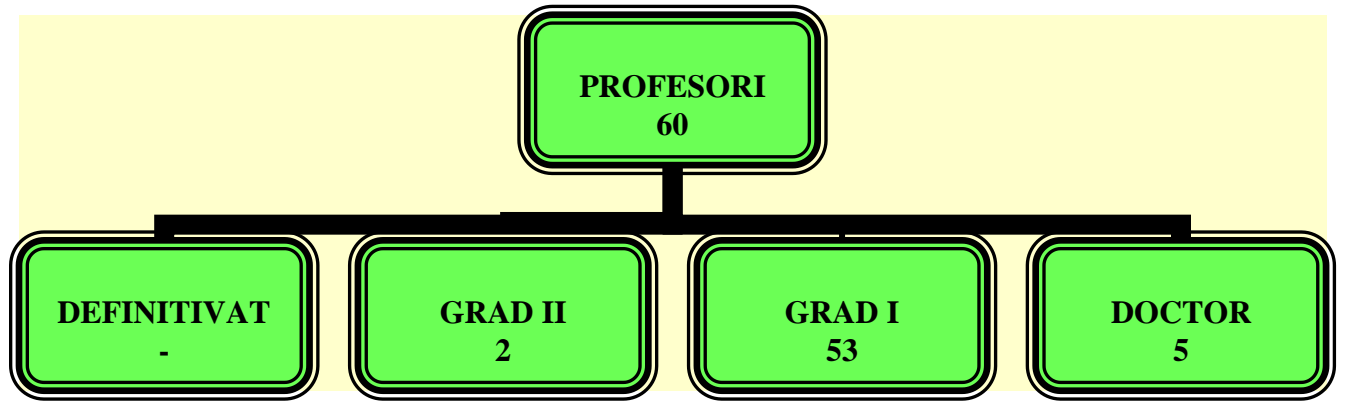 PROFESORI
60
DEFINITIVAT
-
GRAD II
2
GRAD I
53
DOCTOR
5